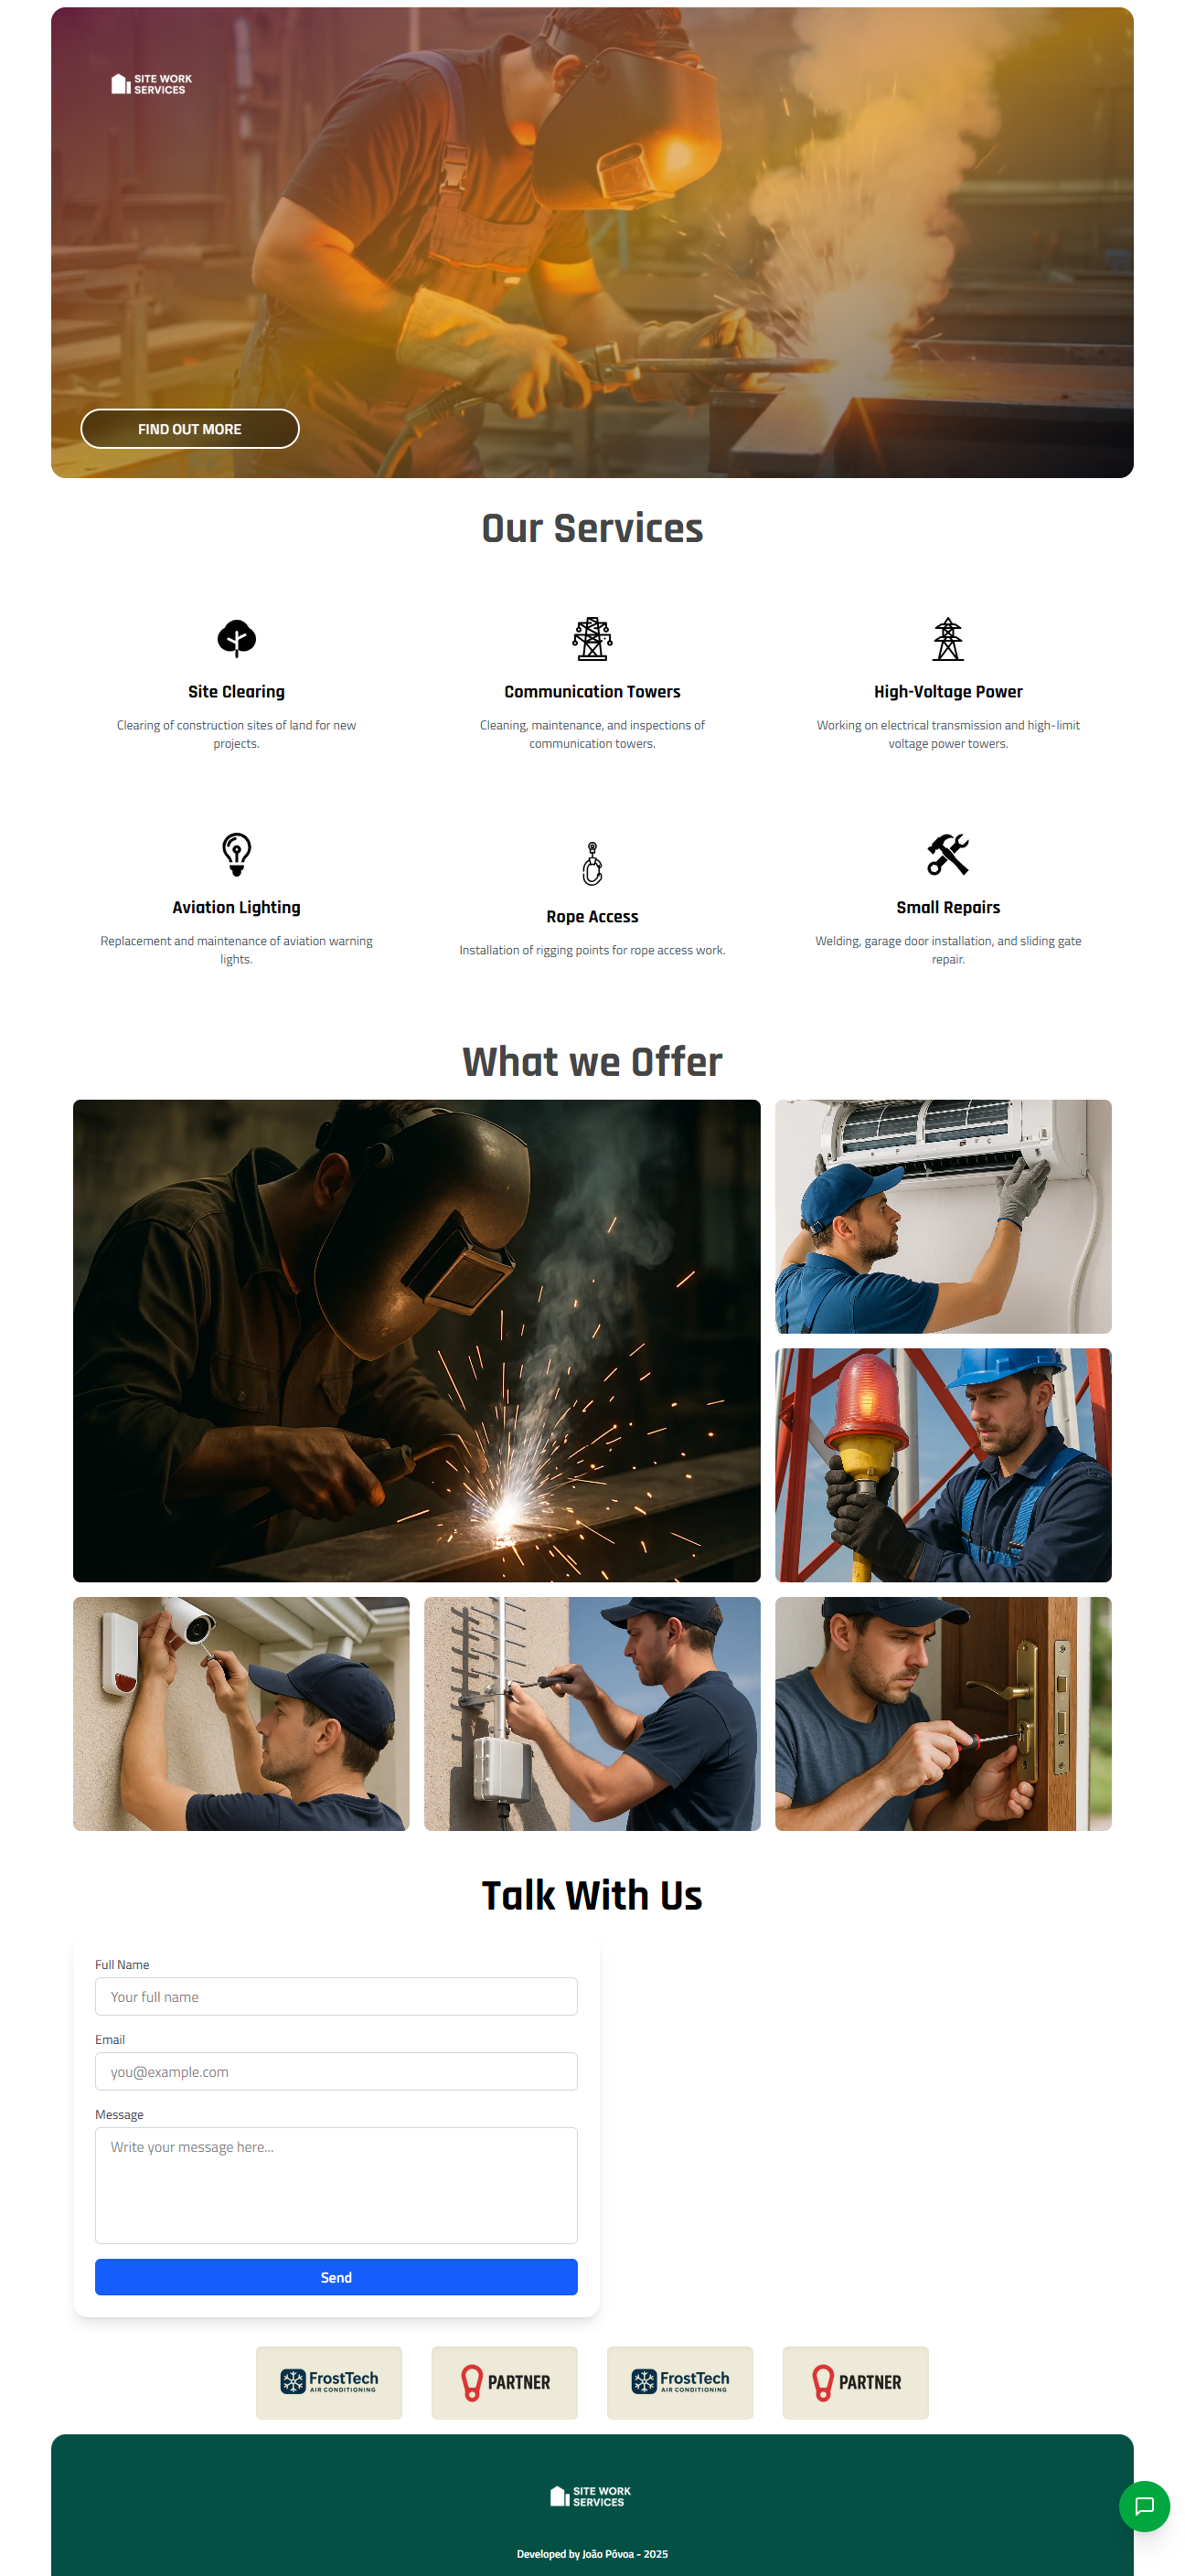 SITE WORK
SERVICES
FIND OUT MORE
Our Services
Site Clearing
Clearing of construction sites of land for new
projects.
Communication Towers
Cleaning, maintenance, and inspections of
communication towers.
High-Voltage Power
Working on electrical transmission and high-limit
voltage power towers.
Aviation Lighting
Replacement and maintenance of aviation warning
lights.
Rope Access
Installation of rigging points for rope access work.
Small Repairs
Welding, garage door installation, and sliding gate
repair.
What we Offer
Talk With Us
Full Name
Your full name
Email
you@example.com
Message
Write your message here...
Send
FrostTech
AIR CONDITIONING
PARTNER
FrostTech
AIR CONDITIONING
PARTNER
SITE WORK
SERVICES
Developed by João Póvoa - 2025